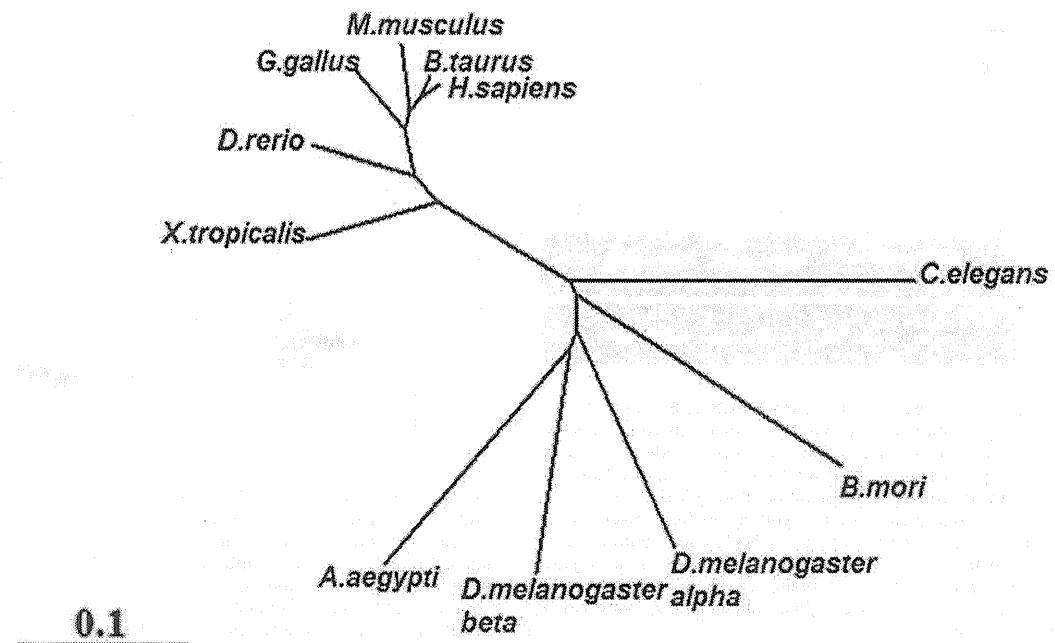 M.musculus
G.gallus
B.taurus
H.sapiens
D.rerio
X.tropicalis
C.elegans
B.mori
A.aegypti
D.melanogaster
beta
D.melanogaster
alpha
0.1